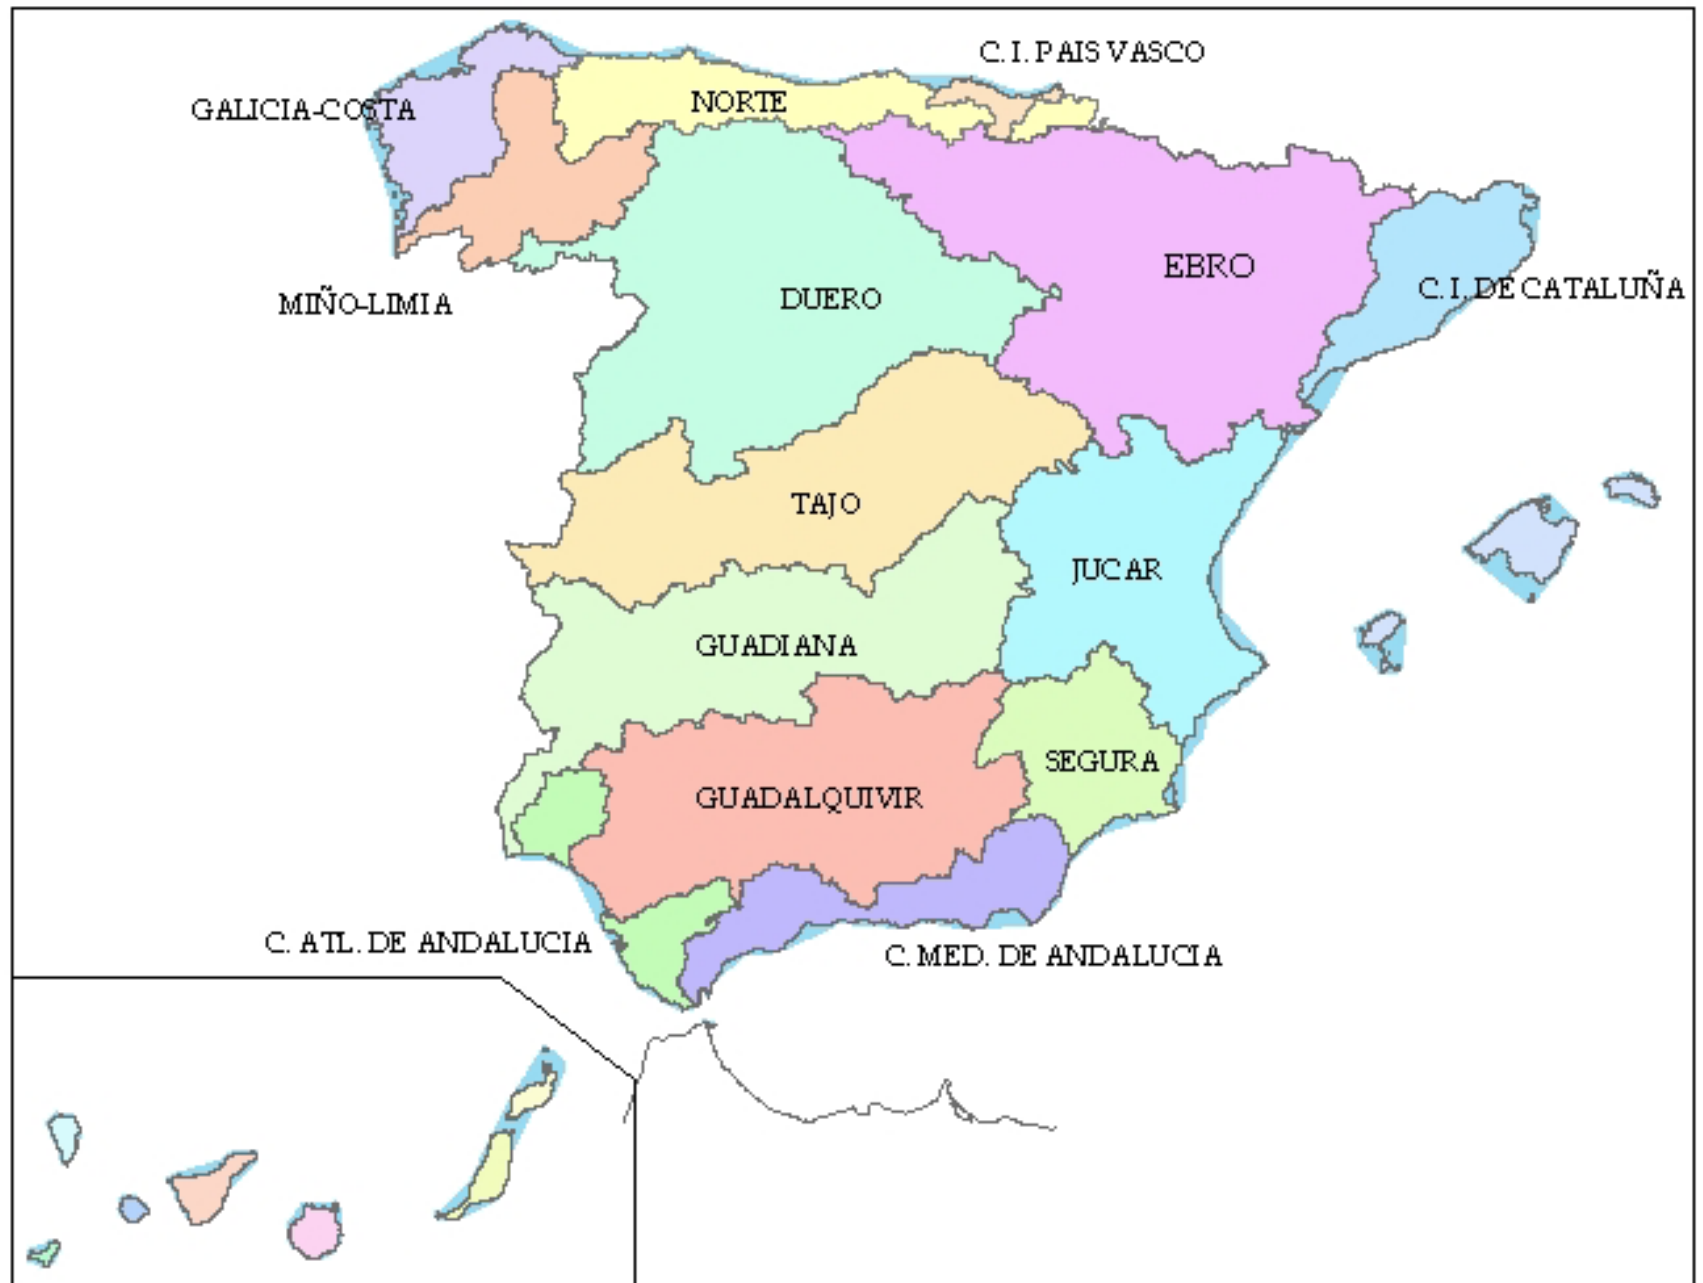 C. I. PAIS VASCO
NORTE
GALICIA-COSTA
EBRO
C. I. DE CATALUÑA
DUERO
MIÑO-LIMIA
TAJO
JUCAR
GUADIANA
SEGURA
GUADALQUIVIR
C. ATL. DE ANDALUCIA
C. MED. DE ANDALUCIA